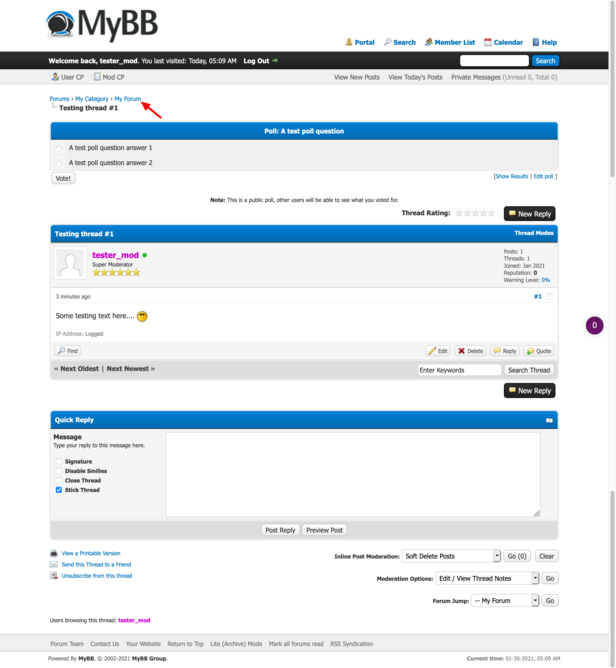 MyBB
Portal Search Member List Calendar Help
Welcome back, tester_mod. You last visited: Today, 05:09 AM Log Out Search
User CP Mod CP View New Posts View Today's Posts Private Messages (Unread 0, Total 0)
Forums › My Category › My Forum
Testing thread #1
Poll: A test poll question
A test poll question answer 1
A test poll question answer 2
Vote! [Show Results | Edit poll ]
Note: This is a public poll, other users will be able to see what you voted for.
Thread Rating: New Reply
Testing thread #1 Thread Modes
tester_mod
Super Moderator
Posts: 1
Threads: 1
Joined: Jan 2021
Reputation: 0
Warning Level: 0%
3 minutes ago #1
Some testing text here....
IP Address: Logged
Find Edit Delete Reply Quote
« Next Oldest | Next Newest » Enter Keywords Search Thread
New Reply
0
Quick Reply
Message
Type your reply to this message here.
Signature
Disable Smilies
Close Thread
Stick Thread
Post Reply Preview Post
View a Printable Version
Send this Thread to a Friend
Unsubscribe from this thread
Inline Post Moderation: Soft Delete Posts Go (0) Clear
Moderation Options: Edit / View Thread Notes Go
Forum Jump: -- My Forum Go
Users browsing this thread: tester_mod
Forum Team Contact Us Your Website Return to Top Lite (Archive) Mode Mark all forums read RSS Syndication
Powered By MyBB, © 2002-2021 MyBB Group. Current time: 01-30-2021, 05:09 AM